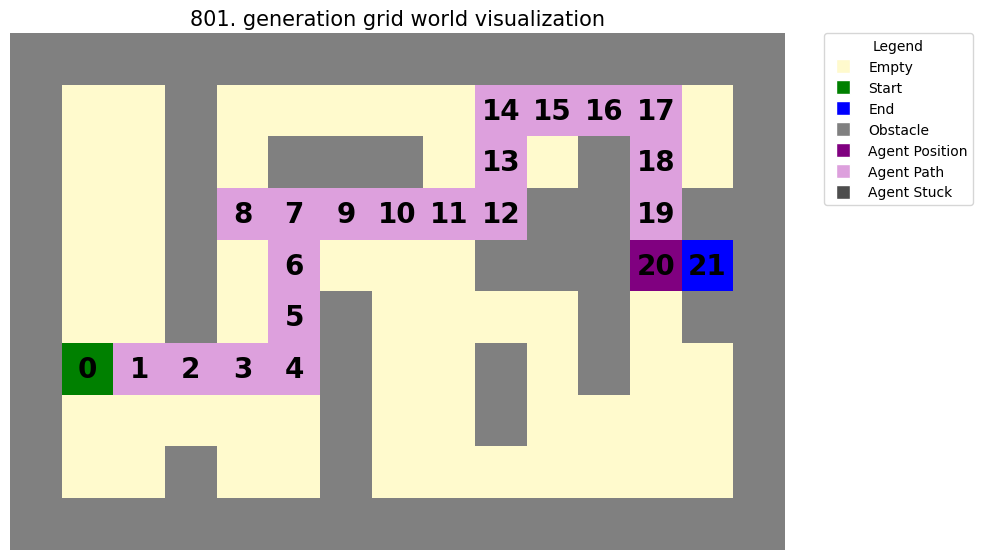 801. generation grid world visualization
14 15 16 17
13 18
8 7 9 10 11 12 19
6 20 21
5
0 1 2 3 4
Legend
Empty
Start
End
Obstacle
Agent Position
Agent Path
Agent Stuck